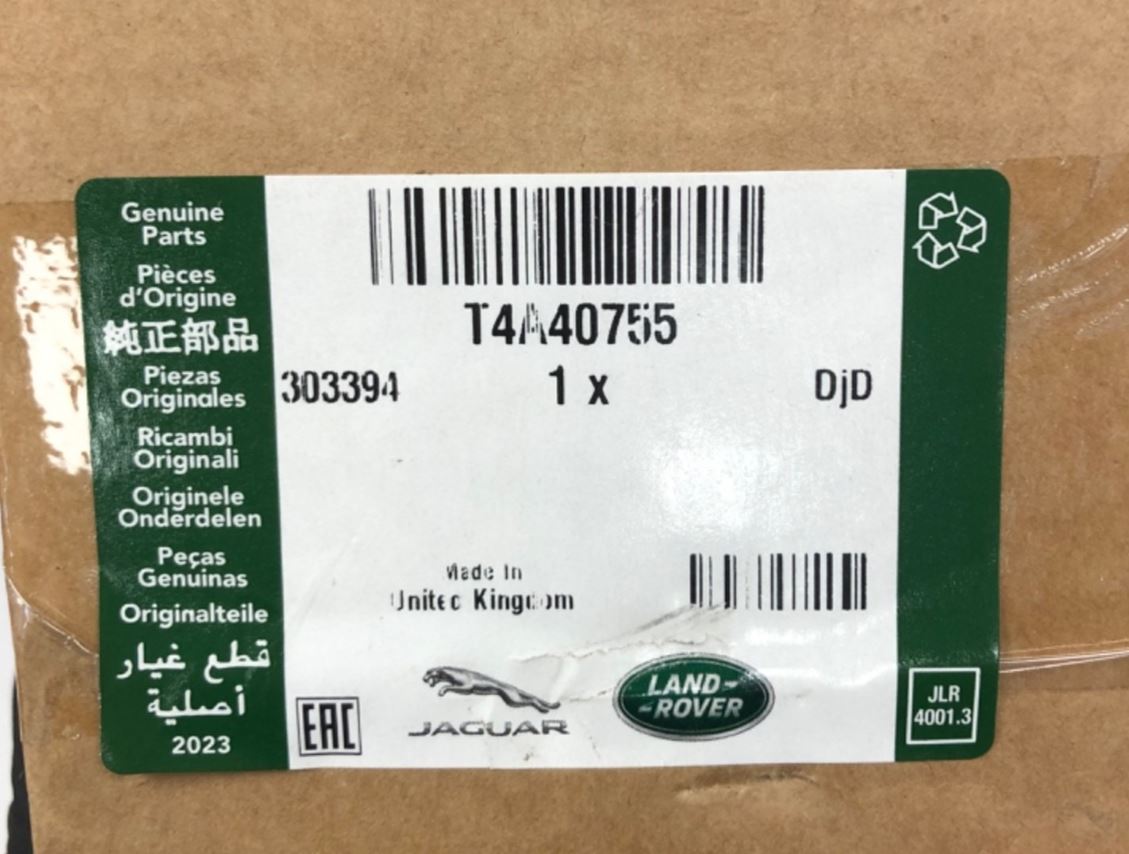 Genuine
Parts
Pièces
d'Origine
純正部品
Piezas
Originales
Ricambi
Originali
Originele
Onderdelen
Peças
Genuinas
Originalteile
قطع غيار
أصلية
2023
T4A40755
303394 1 x DjD
Made In
United Kingdom
EAC
JAGUAR
LAND-
-ROVER
JLR
4001.3